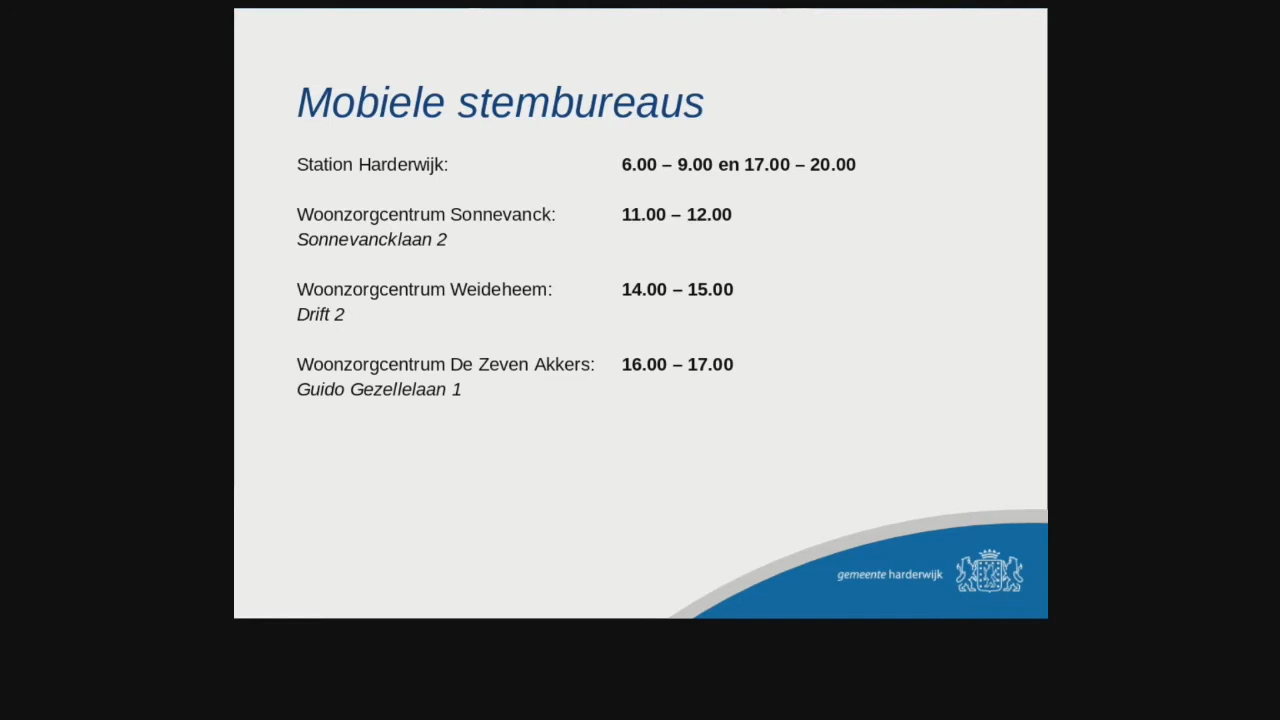 Mobiele stembureaus
Station Harderwijk: 6.00 – 9.00 en 17.00 – 20.00
Woonzorgcentrum Sonnevanck: 11.00 – 12.00
Sonnevancklaan 2
Woonzorgcentrum Weideheem: 14.00 – 15.00
Drift 2
Woonzorgcentrum De Zeven Akkers: 16.00 – 17.00
Guido Gezellelaan 1
gemeente harderwijk